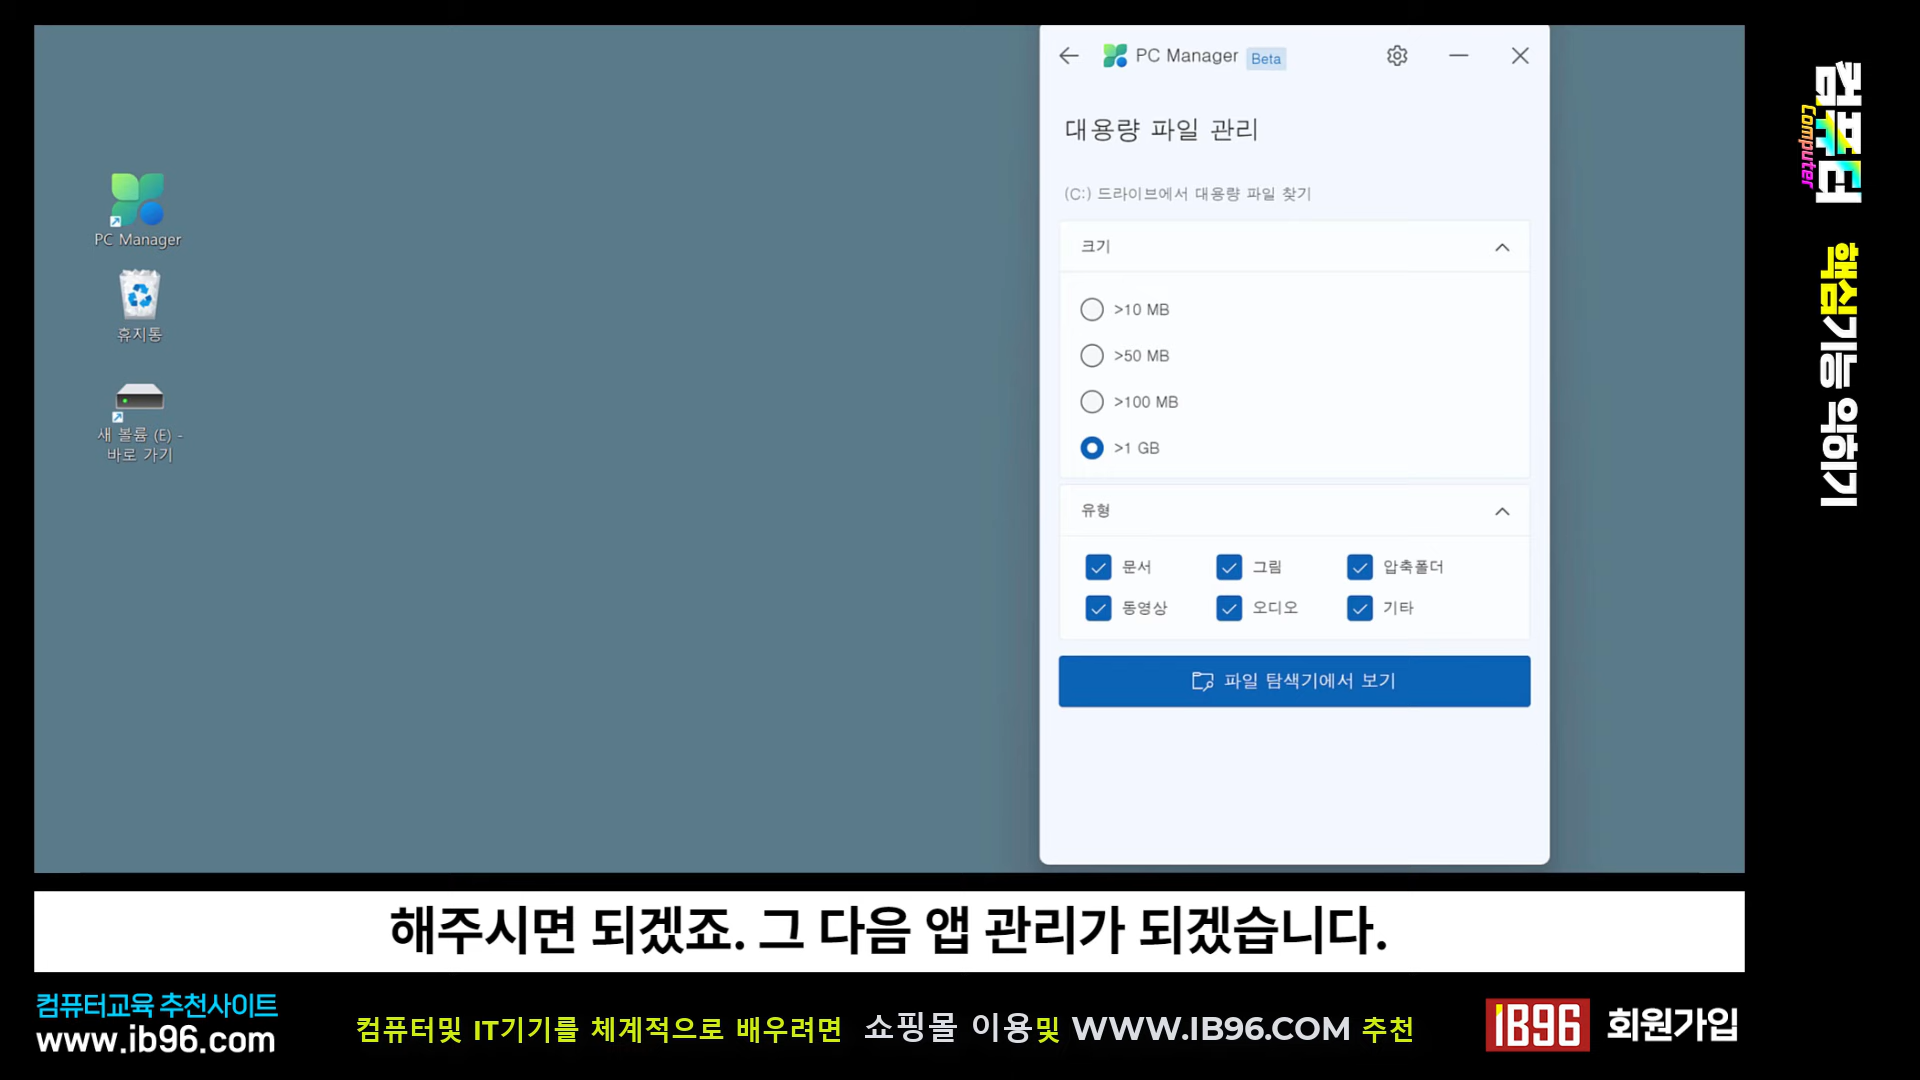 PC Manager Beta
대용량 파일 관리
(C:) 드라이브에서 대용량 파일 찾기
크기
>10 MB
>50 MB
>100 MB
>1 GB
유형
문서 그림 압축폴더
동영상 오디오 기타
파일 탐색기에서 보기
PC Manager
휴지통
새 볼륨 (E) -
바로 가기
컴퓨터 핵심기능 익히기
Computer
해주시면 되겠죠. 그 다음 앱 관리가 되겠습니다.
컴퓨터교육 추천사이트
www.ib96.com
컴퓨터및 IT기기를 체계적으로 배우려면 쇼핑몰 이용및 WWW.IB96.COM 추천
IB96 회원가입